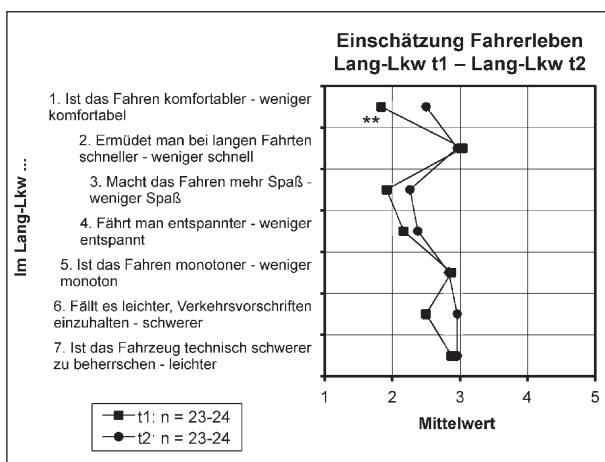 Einschätzung Fahrerleben
Lang-Lkw t1 – Lang-Lkw t2
Im Lang-Lkw ...
1. Ist das Fahren komfortabler - weniger
komfortabel
2. Ermüdet man bei langen Fahrten
schneller - weniger schnell
3. Macht das Fahren mehr Spaß -
weniger Spaß
4. Fährt man entspannter - weniger
entspannt
5. Ist das Fahren monotoner - weniger
monoton
6. Fällt es leichter, Verkehrsvorschriften
einzuhalten - schwerer
7. Ist das Fahrzeug technisch schwerer
zu beherrschen - leichter
**
1 2 3 4 5
Mittelwert
t1: n = 23-24
t2: n = 23-24